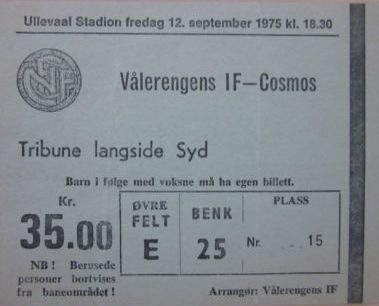 Ullevaal Stadion fredag 12. september 1975 kl. 18.30
NFF
Vålerengens IF—Cosmos
Tribune langside Syd
Barn i følge med voksne må ha egen billett.
Kr.
35.00
NB! Berusede
personer bortvises
fra baneområdet!
ØVRE
FELT
E
BENK
25
PLASS
Nr. 15
Arrangør: Vålerengens IF